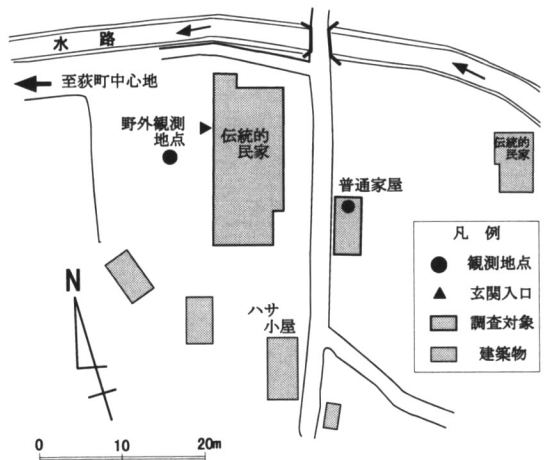 水路
至荻町中心地
野外観測
地点
伝統的
民家
伝統的
民家
普通家屋
凡例
観測地点
玄関入口
調査対象
建築物
N
ハサ
小屋
0 10 20m